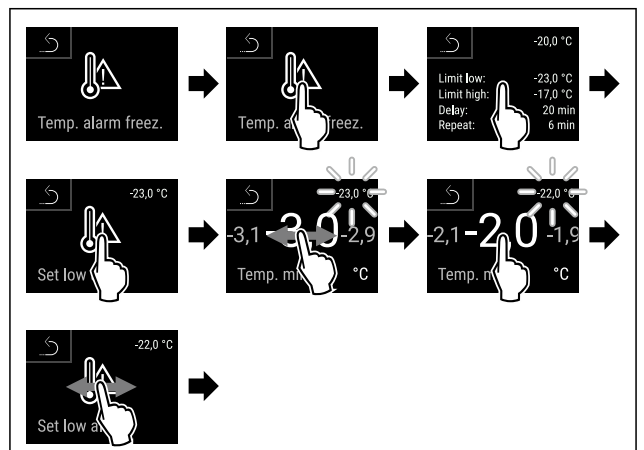 Temp. alarm freez.
Temp. a freez.
-20,0 °C
Limit low: -23,0 °C
Limit high: -17,0 °C
Delay: 20 min
Repeat: 6 min
-23,0 °C
Set low
-23,0 °C
-3,1 -3,0 -2,9
Temp. m °C
-22,0 °C
-2,1 -2,0 -1,9
Temp. m °C
-22,0 °C
Set low a